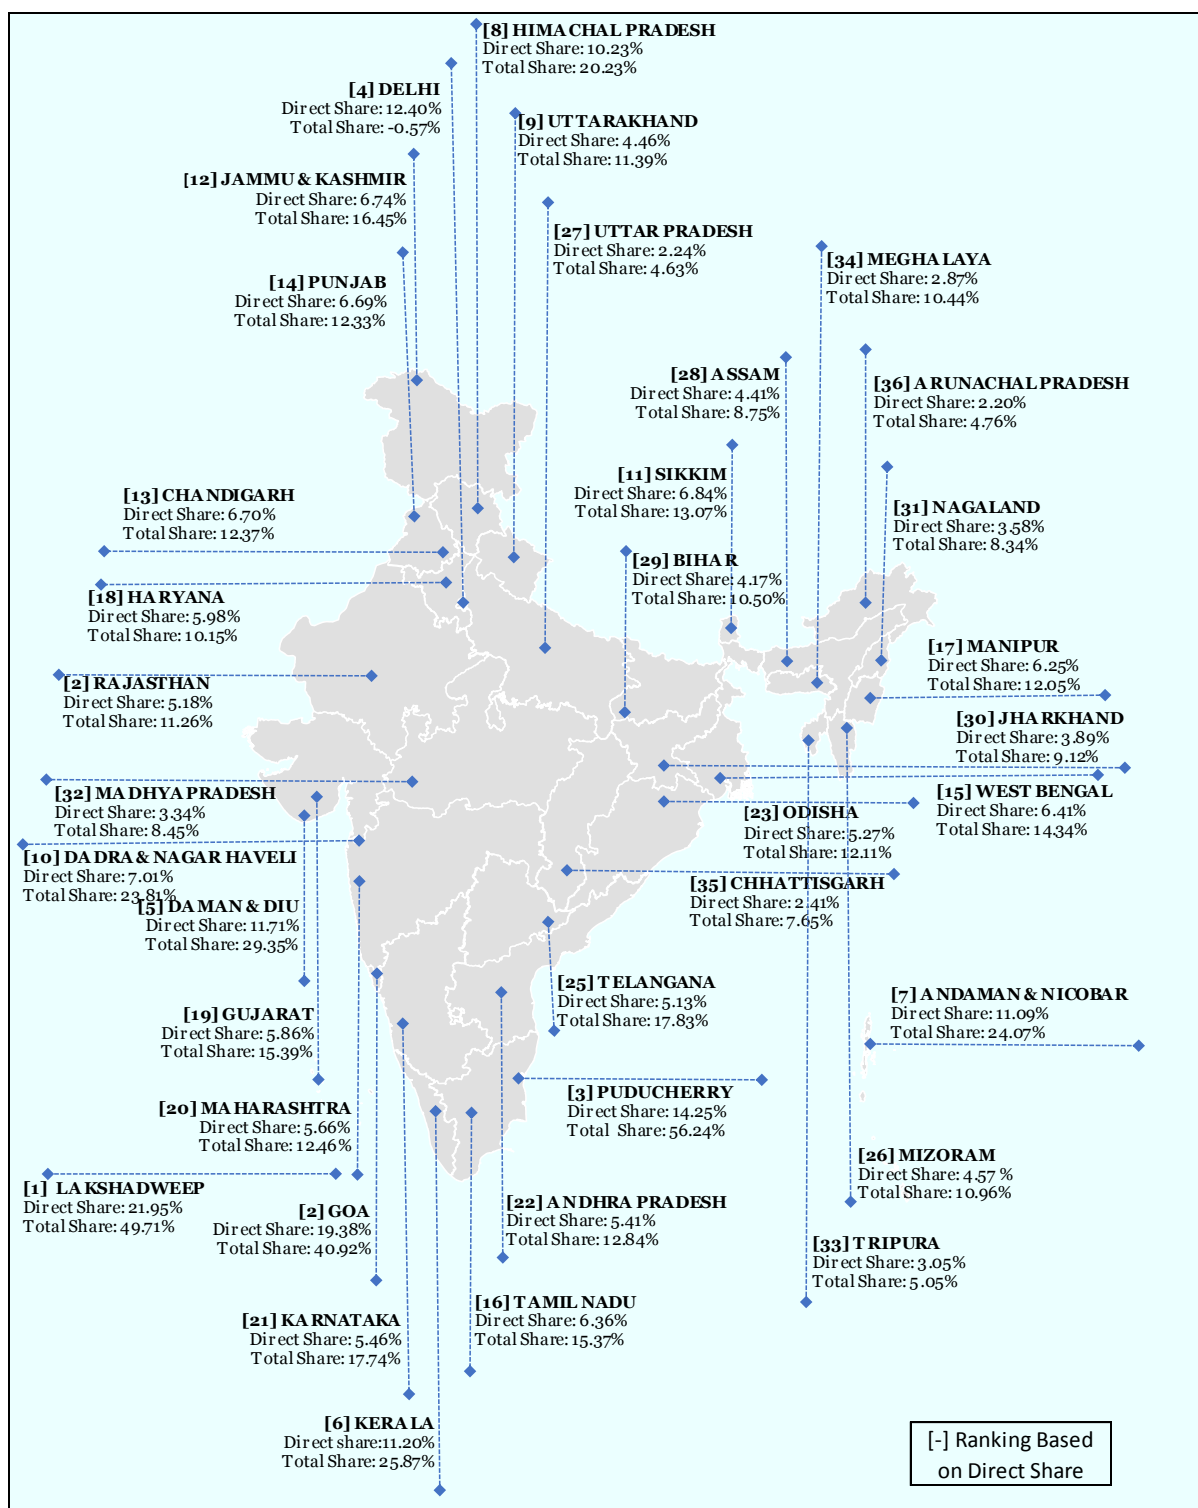 [8] HIMACHAL PRADESH
Direct Share: 10.23%
Total Share: 20.23%
[4] DELHI
Direct Share: 12.40%
Total Share: -0.57%
[9] UTTARAKHAND
Direct Share: 4.46%
Total Share: 11.39%
[12] JAMMU & KASHMIR
Direct Share: 6.74%
Total Share: 16.45%
[27] UTTAR PRADESH
Direct Share: 2.24%
Total Share: 4.63%
[34] MEGHALAYA
Direct Share: 2.87%
Total Share: 10.44%
[14] PUNJAB
Direct Share: 6.69%
Total Share: 12.33%
[28] ASSAM
Direct Share: 4.41%
Total Share: 8.75%
[36] ARUNACHAL PRADESH
Direct Share: 2.20%
Total Share: 4.76%
[11] SIKKIM
Direct Share: 6.84%
Total Share: 13.07%
[13] CHANDIGARH
Direct Share: 6.70%
Total Share: 12.37%
[31] NAGALAND
Direct Share: 3.58%
Total Share: 8.34%
[29] BIHAR
Direct Share: 4.17%
Total Share: 10.50%
[18] HARYANA
Direct Share: 5.98%
Total Share: 10.15%
[17] MANIPUR
Direct Share: 6.25%
Total Share: 12.05%
[2] RAJASTHAN
Direct Share: 5.18%
Total Share: 11.26%
[30] JHARKHAND
Direct Share: 3.89%
Total Share: 9.12%
[32] MADHYA PRADESH
Direct Share: 3.34%
Total Share: 8.45%
[15] WEST BENGAL
Direct Share: 6.41%
Total Share: 14.34%
[23] ODISHA
Direct Share: 5.27%
Total Share: 12.11%
[10] DADRA & NAGAR HAVELI
Direct Share: 7.01%
Total Share: 23.81%
[35] CHHATTISGARH
Direct Share: 2.41%
Total Share: 7.65%
[5] DAMAN & DIU
Direct Share: 11.71%
Total Share: 29.35%
[25] TELANGANA
Direct Share: 5.13%
Total Share: 17.83%
[7] ANDAMAN & NICOBAR
Direct Share: 11.09%
Total Share: 24.07%
[19] GUJARAT
Direct Share: 5.86%
Total Share: 15.39%
[3] PUDUCHERRY
Direct Share: 14.25%
Total Share: 56.24%
[20] MAHARASHTRA
Direct Share: 5.66%
Total Share: 12.46%
[26] MIZORAM
Direct Share: 4.57 %
Total Share: 10.96%
[1] LAKSHADWEEP
Direct Share: 21.95%
Total Share: 49.71%
[2] GOA
Direct Share: 19.38%
Total Share: 40.92%
[22] ANDHRA PRADESH
Direct Share: 5.41%
Total Share: 12.84%
[33] TRIPURA
Direct Share: 3.05%
Total Share: 5.05%
[16] TAMIL NADU
Direct Share: 6.36%
Total Share: 15.37%
[21] KARNATAKA
Direct Share: 5.46%
Total Share: 17.74%
[6] KERALA
Direct share:11.20%
Total Share: 25.87%
[-] Ranking Based
on Direct Share